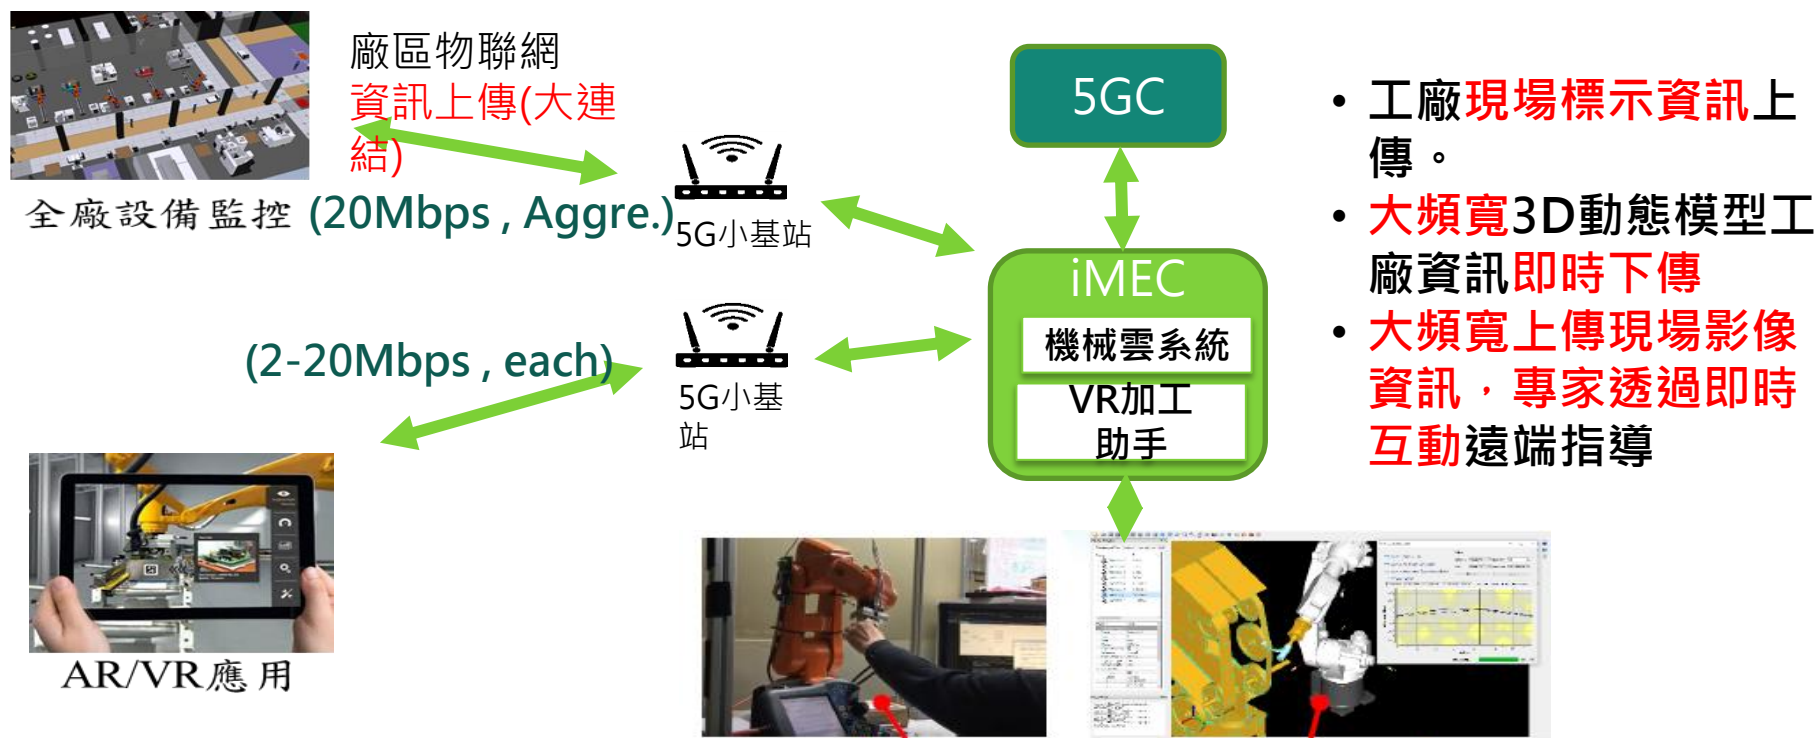 廠區物聯網
資訊上傳(大連
結)
全廠設備監控 (20Mbps , Aggre.)
5G小基站
(2-20Mbps , each)
5G小基
站
AR/VR應用
5GC
iMEC
機械雲系統
VR加工
助手
• 工廠現場標示資訊上
傳。
• 大頻寬3D動態模型工
廠資訊即時下傳
• 大頻寬上傳現場影像
資訊，專家透過即時
互動遠端指導